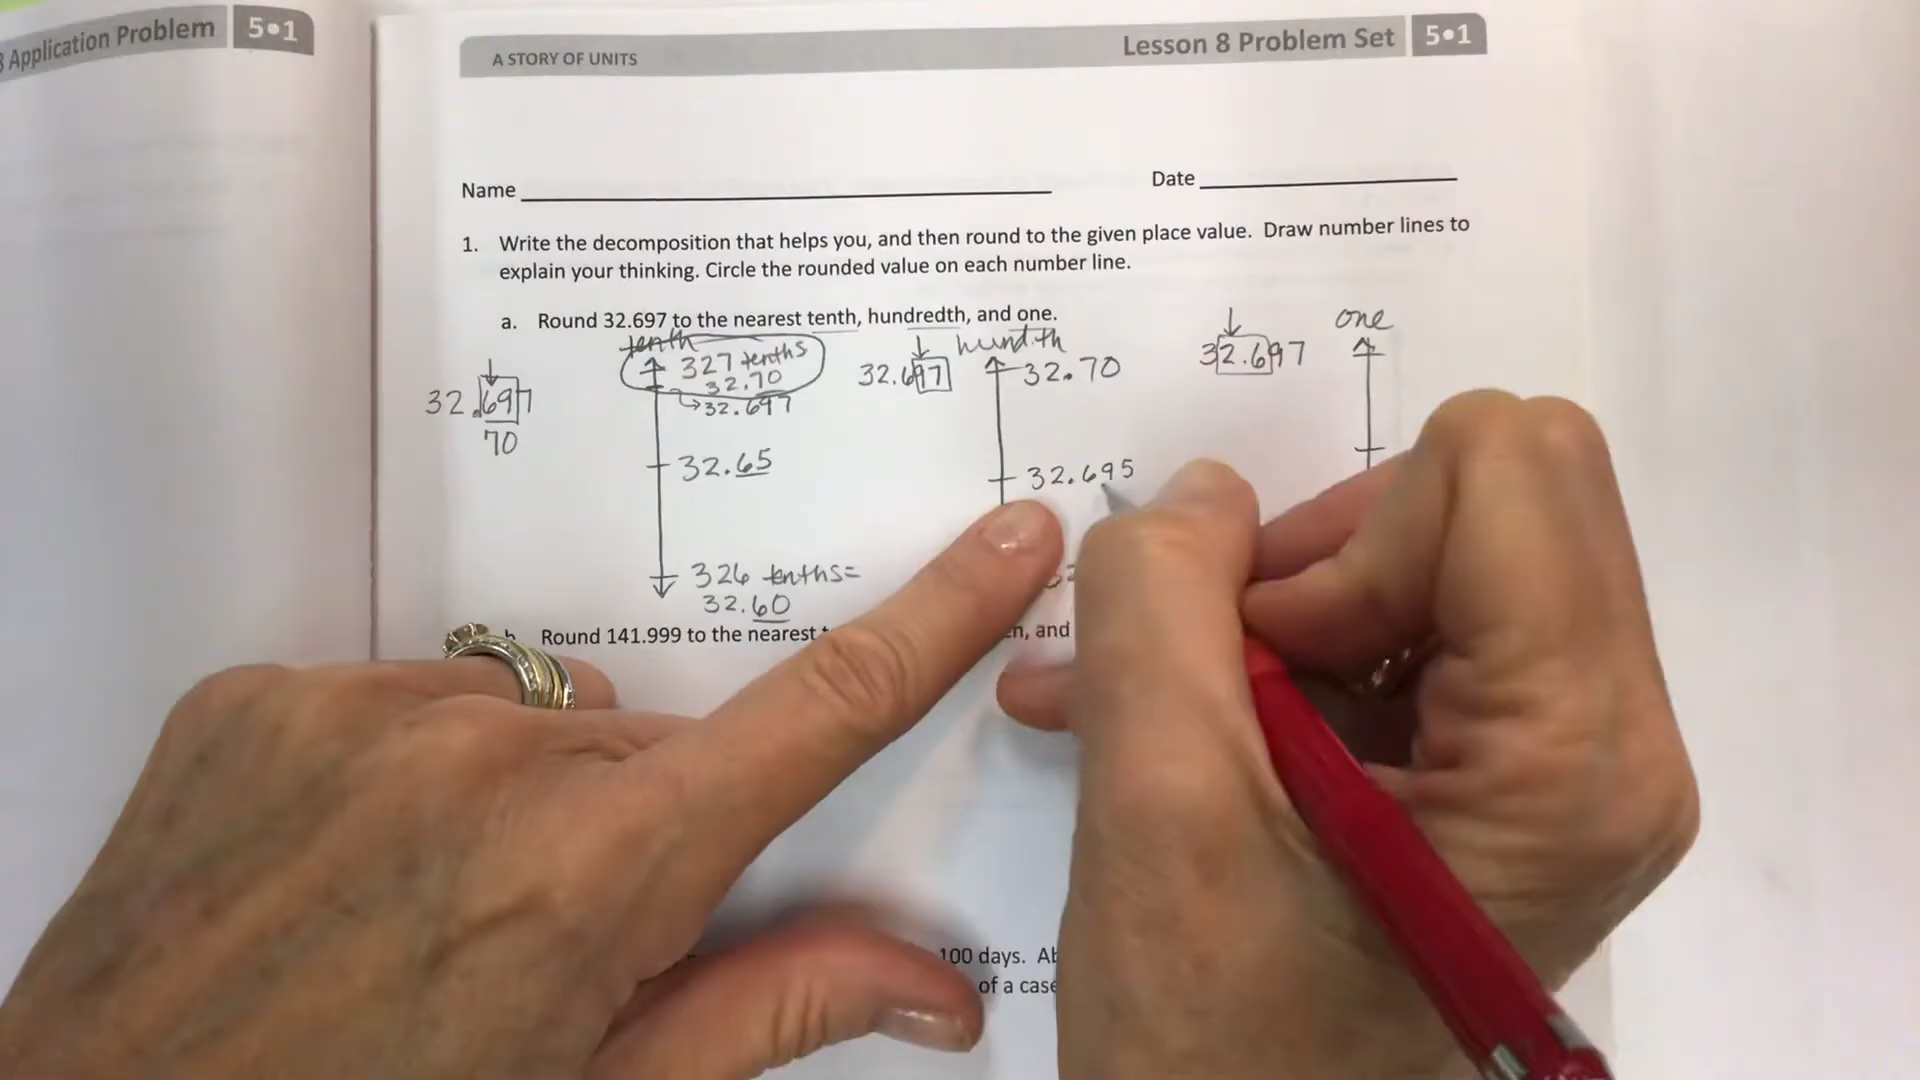 Application Problem 5•1
A STORY OF UNITS
Lesson 8 Problem Set 5•1
Name
Date
1. Write the decomposition that helps you, and then round to the given place value. Draw number lines to
explain your thinking. Circle the rounded value on each number line.
a. Round 32.697 to the nearest tenth, hundredth, and one.
tenth
327 tenths
32.70
32.697
32.697
70
32.65
326 tenths=
32.60
hund.th
32.697
32.70
32.695
one
32.697
Round 141.999 to the nearest
and
100 days.
of a case